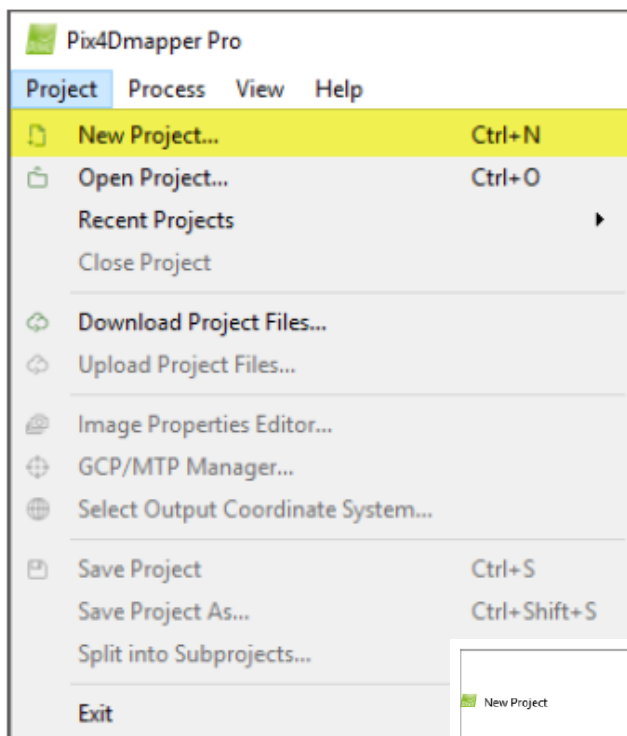 Pix4Dmapper Pro
Project Process View Help
New Project... Ctrl+N
Open Project... Ctrl+O
Recent Projects
Close Project
Download Project Files...
Upload Project Files...
Image Properties Editor...
GCP/MTP Manager...
Select Output Coordinate System...
Save Project Ctrl+S
Save Project As... Ctrl+Shift+S
Split into Subprojects...
Exit
New Project